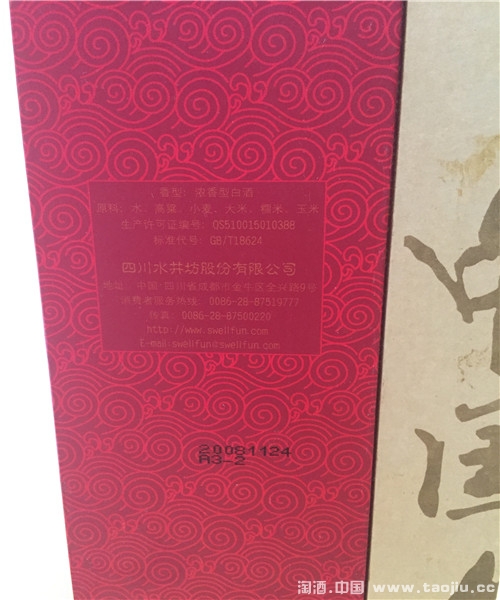 香型：浓香型白酒
原料：水、高粱、小麦、大米、糯米、玉米
生产许可证编号：QS510015010388
标准代号：GB/T18624
四川水井坊股份有限公司
地址：中国·四川省成都市金牛区全兴路9号
消费者服务热线：0086-28-87519777
传真：0086-28-87500220
http://www.swellfun.com
E-mail:swellfun@swellfun.com
20081124
A3-2
中国
淘酒.中国 www.taojiu.cc